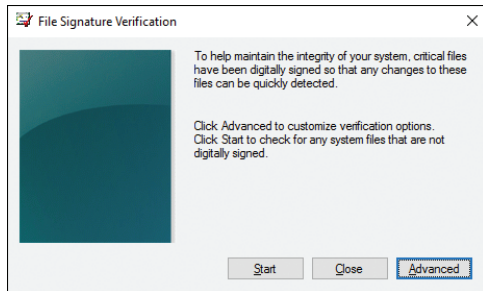 File Signature Verification
To help maintain the integrity of your system, critical files
have been digitally signed so that any changes to these
files can be quickly detected.
Click Advanced to customize verification options.
Click Start to check for any system files that are not
digitally signed.
Start
Close
Advanced